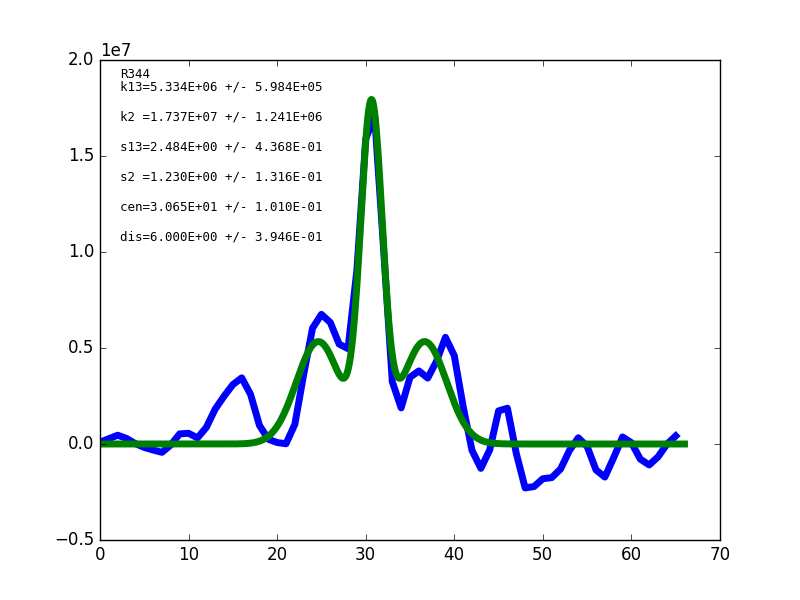 1e7
2.0
1.5
1.0
0.5
0.0
−0.5
R344
k13=5.334E+06 +/- 5.984E+05
k2 =1.737E+07 +/- 1.241E+06
s13=2.484E+00 +/- 4.368E-01
s2 =1.230E+00 +/- 1.316E-01
cen=3.065E+01 +/- 1.010E-01
dis=6.000E+00 +/- 3.946E-01
0 10 20 30 40 50 60 70